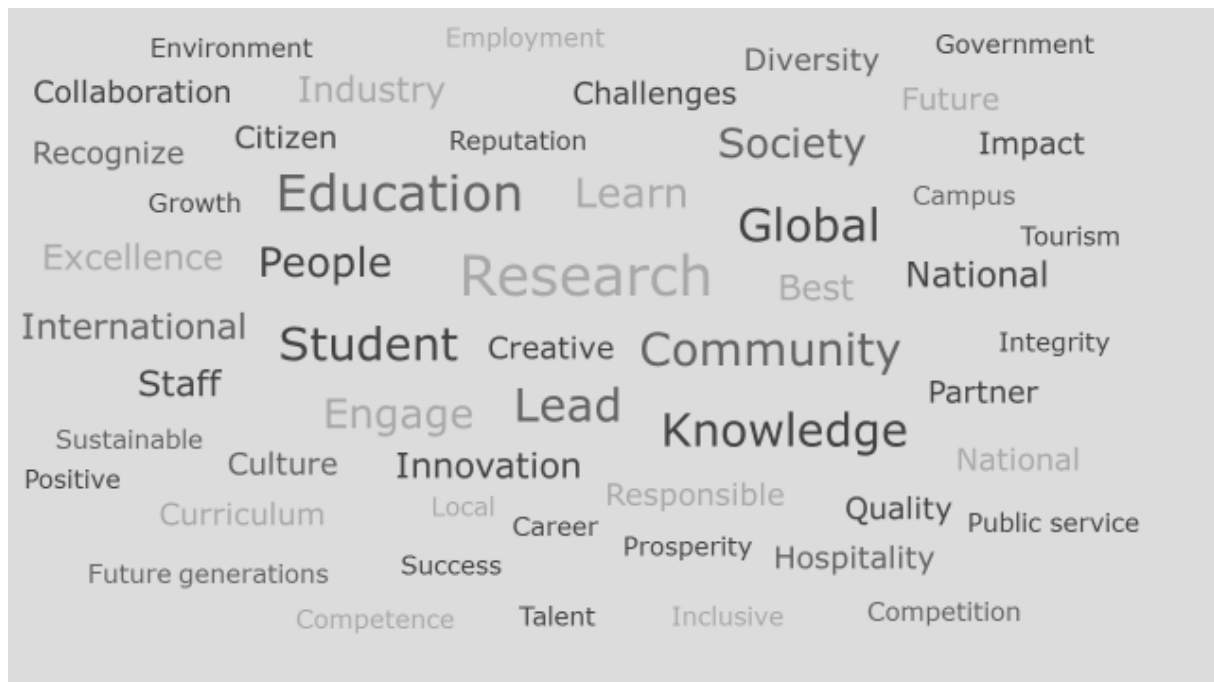 Environment Employment Diversity Government
Collaboration Industry Challenges Future
Recognize Citizen Reputation Society Impact
Growth Education Learn Global Campus
Tourism
Excellence People Research Best National
International Student Creative Community Integrity
Staff Engage Lead Knowledge Partner
Sustainable Culture Innovation National
Positive
Curriculum Local Responsible Quality Public service
Career
Future generations Success Prosperity Hospitality
Competence Talent Inclusive Competition